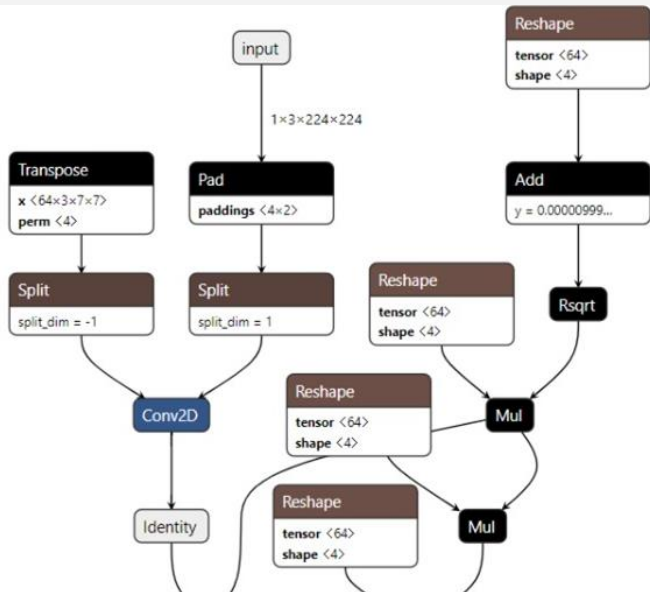 Reshape
tensor <64>
shape <4>
input
1×3×224×224
Transpose
x <64×3×7×7>
perm <4>
Pad
paddings <4×2>
Add
y = 0.00000999...
Split
split_dim = -1
Split
split_dim = 1
Reshape
tensor <64>
shape <4>
Rsqrt
Conv2D
Reshape
tensor <64>
shape <4>
Mul
Identity
Reshape
tensor <64>
shape <4>
Mul